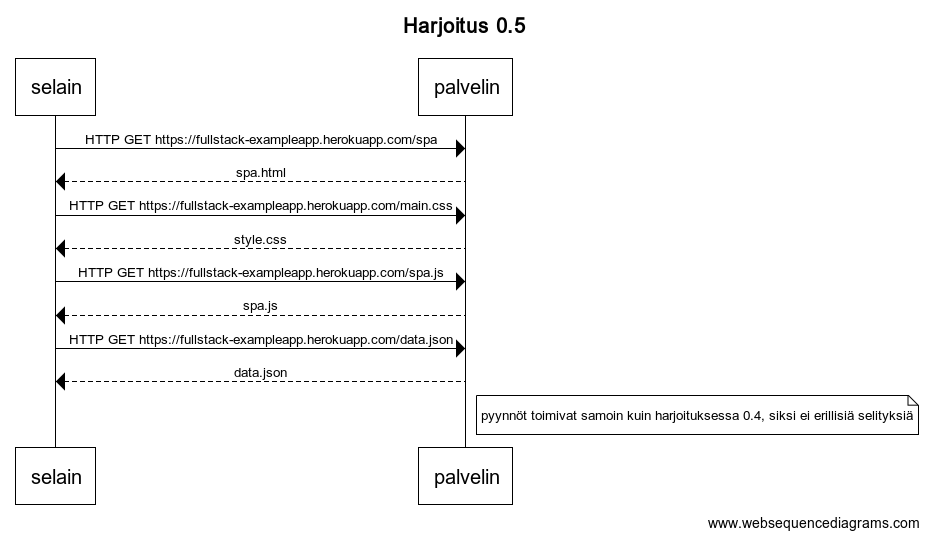 Harjoitus 0.5
selain
palvelin
HTTP GET https://fullstack-exampleapp.herokuapp.com/spa
spa.html
HTTP GET https://fullstack-exampleapp.herokuapp.com/main.css
style.css
HTTP GET https://fullstack-exampleapp.herokuapp.com/spa.js
spa.js
HTTP GET https://fullstack-exampleapp.herokuapp.com/data.json
data.json
pyynnöt toimivat samoin kuin harjoituksessa 0.4, siksi ei erillisiä selityksiä
selain
palvelin
www.websequencediagrams.com